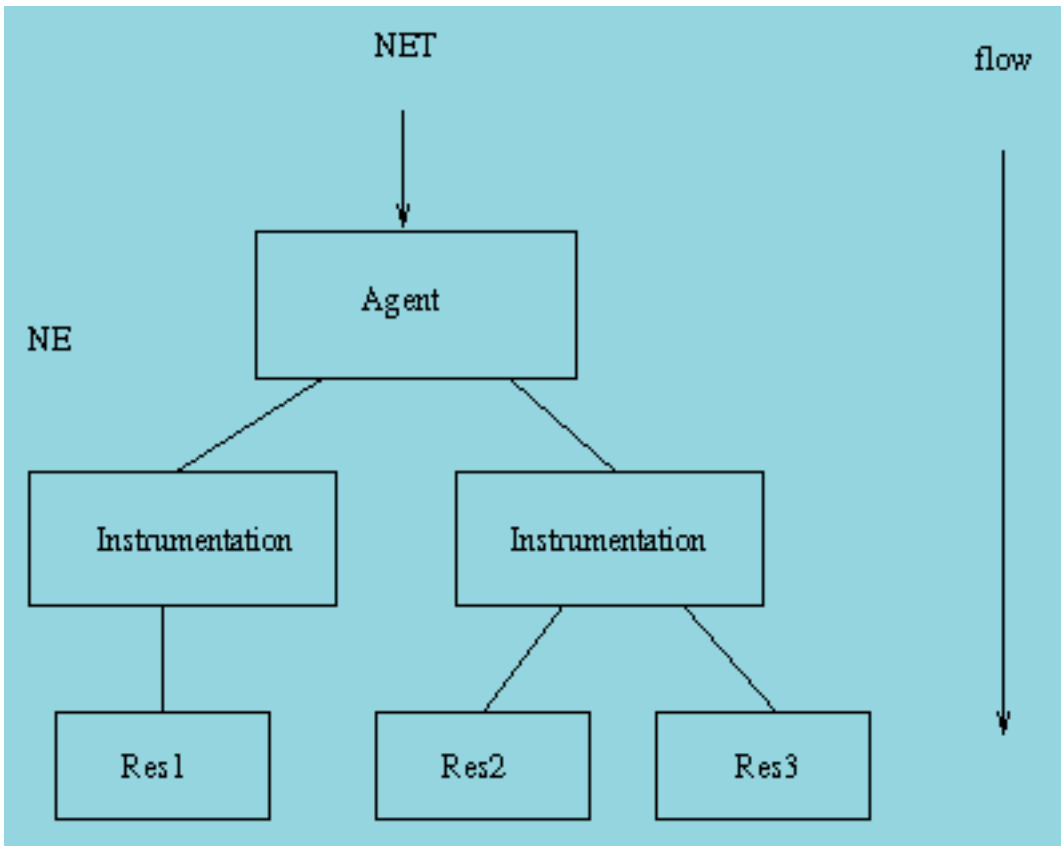 NET
flow
Agent
NE
Instrumentation
Instrumentation
Res1
Res2
Res3